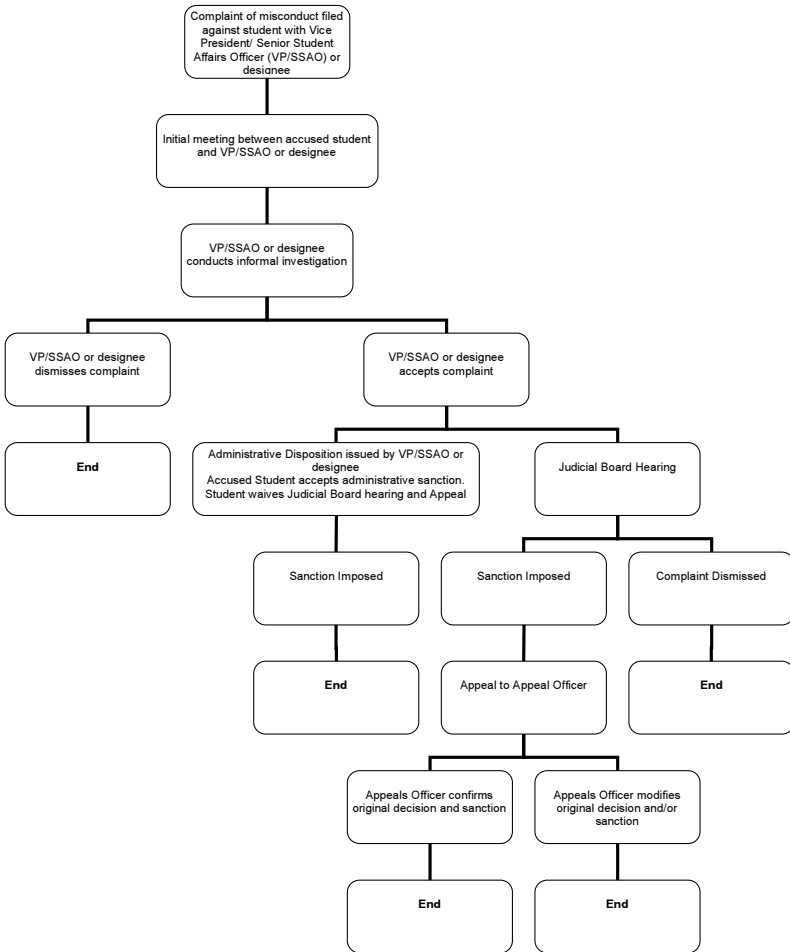 Complaint of misconduct filed
against student with Vice
President/ Senior Student
Affairs Officer (VP/SSAO) or
designee
Initial meeting between accused student
and VP/SSAO or designee
VP/SSAO or designee
conducts informal investigation
VP/SSAO or designee
dismisses complaint
VP/SSAO or designee
accepts complaint
End
Administrative Disposition issued by VP/SSAO or
designee
Accused Student accepts administrative sanction.
Student waives Judicial Board hearing and Appeal
Judicial Board Hearing
Sanction Imposed
Sanction Imposed
Complaint Dismissed
End
Appeal to Appeal Officer
End
Appeals Officer confirms
original decision and sanction
Appeals Officer modifies
original decision and/or
sanction
End
End